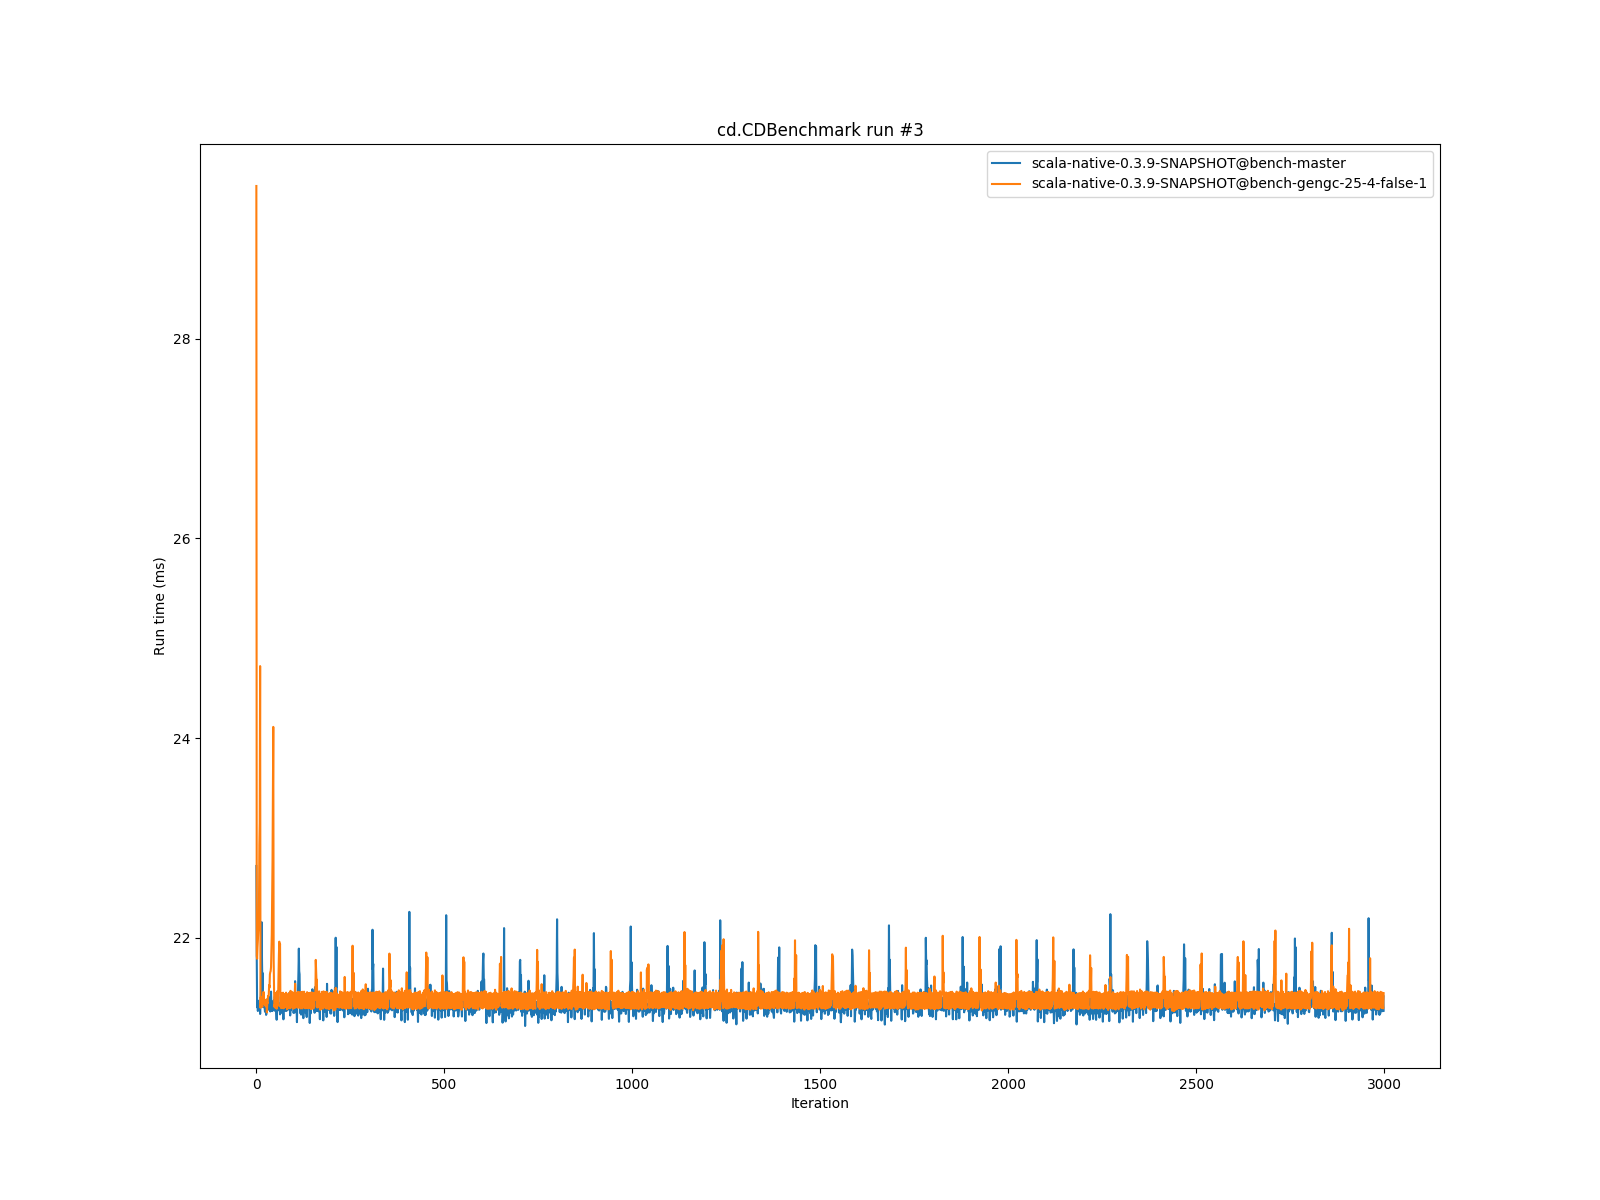 cd.CDBenchmark run #3
scala-native-0.3.9-SNAPSHOT@bench-master
scala-native-0.3.9-SNAPSHOT@bench-gengc-25-4-false-1
28
26
24
22
Run time (ms)
0
500
1000
1500
2000
2500
3000
Iteration